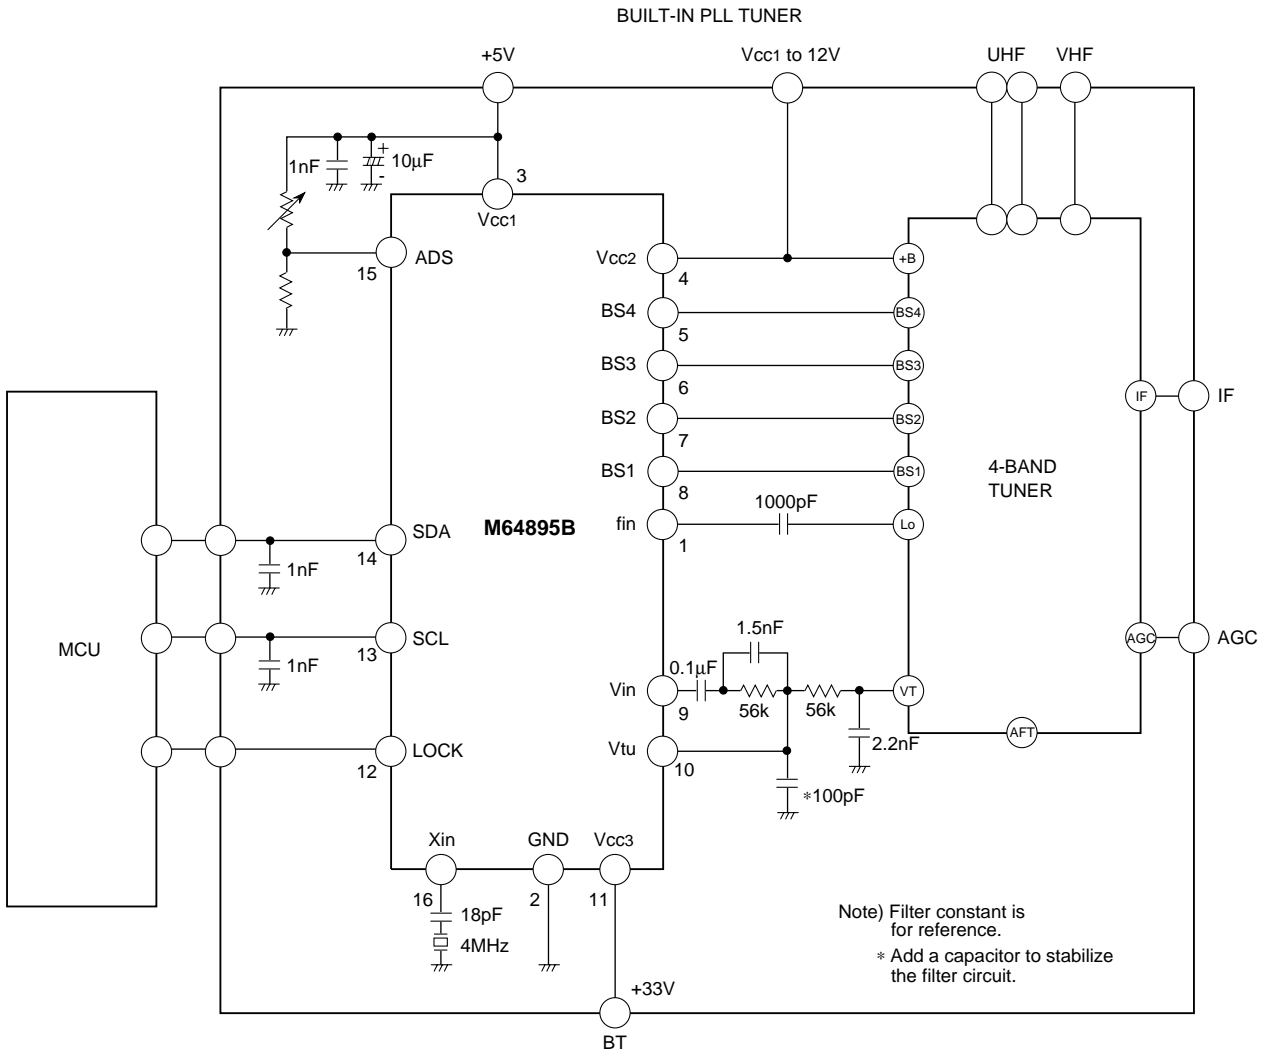 BUILT-IN PLL TUNER
+5V
Vcc1 to 12V
UHF
VHF
1nF
+
10µF
-
3
Vcc1
15
ADS
Vcc2
4
+B
BS4
5
BS4
BS3
6
BS3
BS2
7
BS2
BS1
8
BS1
IF
IF
4-BAND
TUNER
1000pF
fin
1
Lo
M64895B
SDA
14
1nF
SCL
13
1nF
MCU
LOCK
12
AGC
AGC
1.5nF
0.1µF
Vin
9
56k
56k
VT
2.2nF
AFT
Vtu
10
*100pF
Xin
GND
Vcc3
16
2
11
18pF
4MHz
Note) Filter constant is
for reference.
* Add a capacitor to stabilize
the filter circuit.
+33V
BT